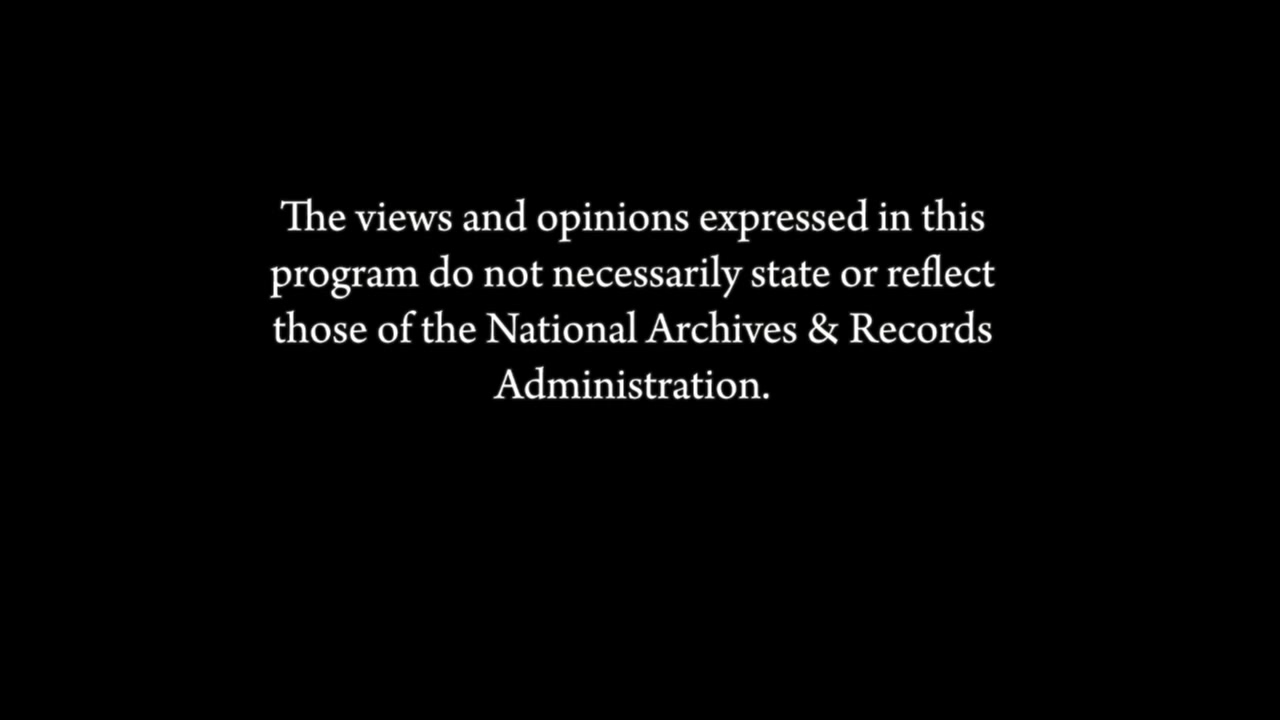 The views and opinions expressed in this
program do not necessarily state or reflect
those of the National Archives & Records
Administration.